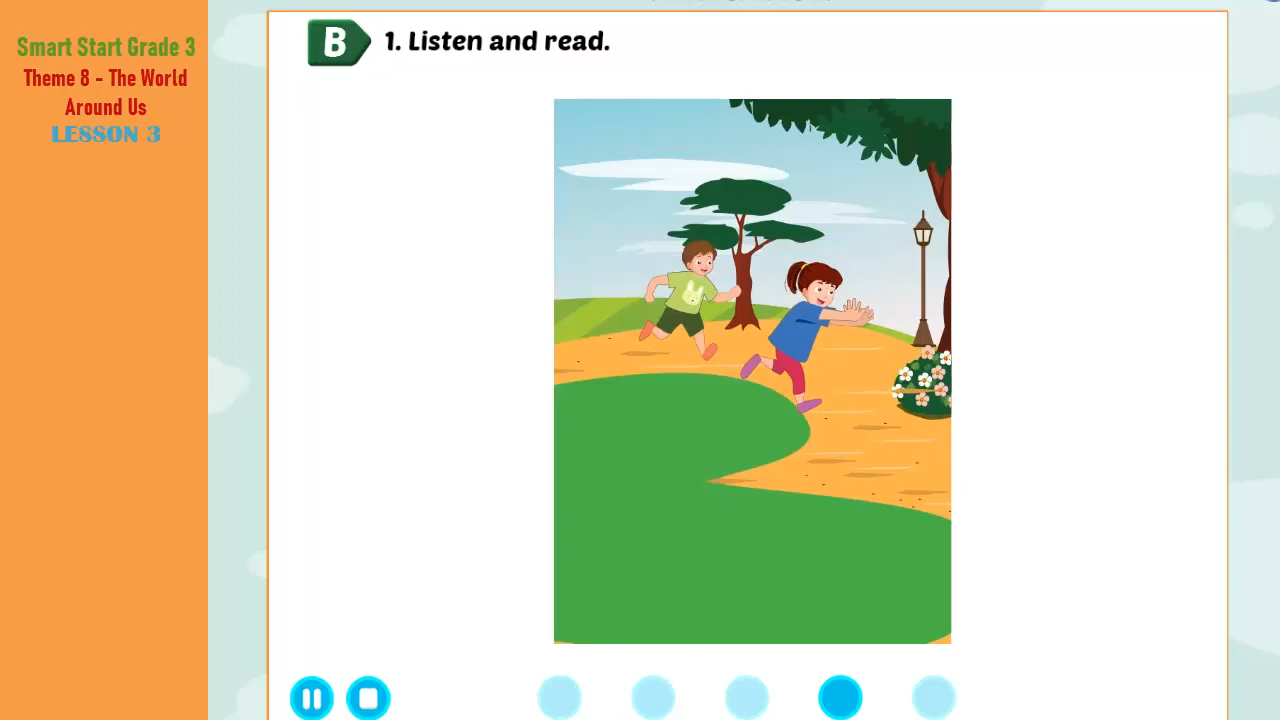 Smart Start Grade 3
Theme 8 - The World
Around Us
LESSON 3
B 1. Listen and read.